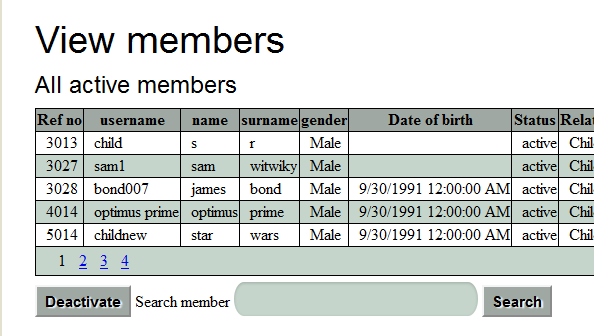 View members
All active members
Ref no username name surname gender Date of birth Status Rela
3013 child s r Male active Chil
3027 sam1 sam witwiky Male active Chil
3028 bond007 james bond Male 9/30/1991 12:00:00 AM active Chil
4014 optimus prime optimus prime Male 9/30/1991 12:00:00 AM active Chil
5014 childnew star wars Male 9/30/1991 12:00:00 AM active Chil
1 2 3 4
Deactivate Search member Search